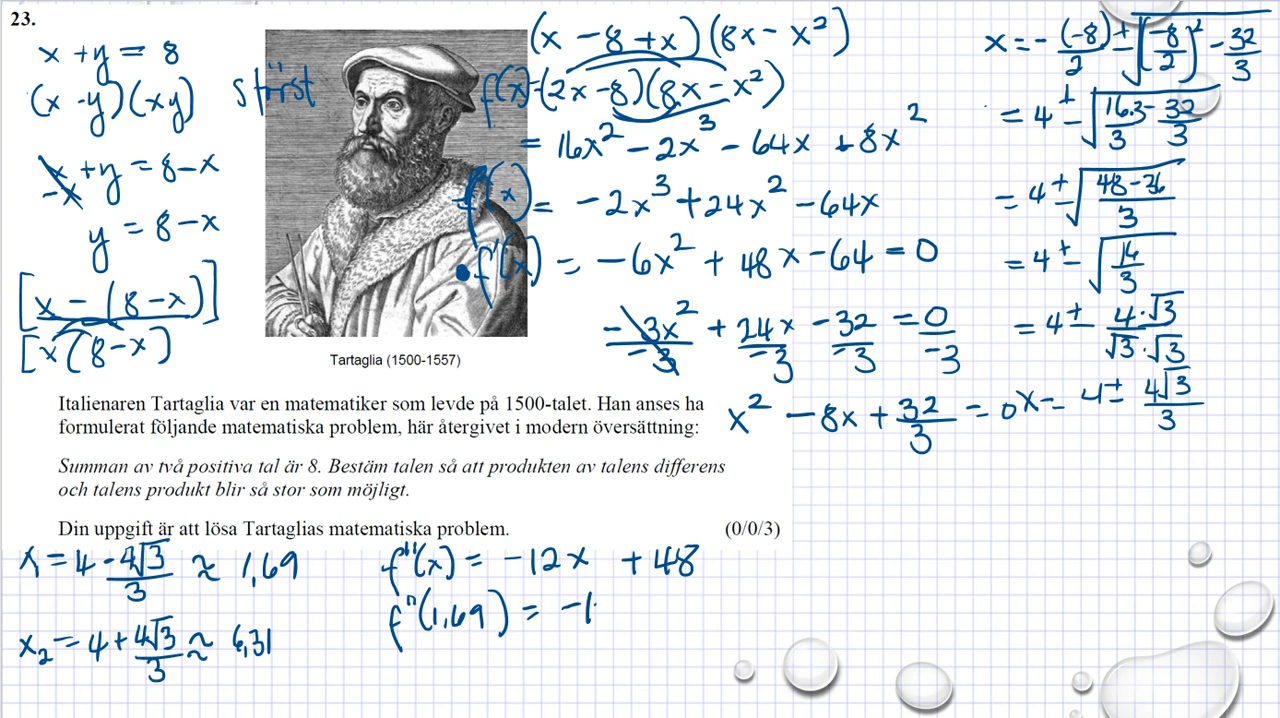 23.
x + y = 8
(x - y)(xy) störst
x + y = 8 - x
-x
y = 8 - x
[x - (8 - x)]
[x(8 - x)]
Tartaglia (1500-1557)
(x - 8 + x)(8x - x²)
f(x) = (2x - 8)(8x - x²)
= 16x² - 2x³ - 64x + 8x²
f(x) = -2x³ + 24x² - 64x
f'(x) = -6x² + 48x - 64 = 0
-3x²/-3 + 24x/-3 - 32/-3 = 0/-3
x² - 8x + 32/3 = 0
x = -(-8)/2 ± √((-8/2)² - 32/3)
= 4 ± √(16·3/3 - 32/3)
= 4 ± √((48 - 36)/3)
= 4 ± √(16/3)
= 4 ± 4·√3/√3·√3
x = 4 ± 4√3/3
Italienaren Tartaglia var en matematiker som levde på 1500-talet. Han anses ha
formulerat följande matematiska problem, här återgivet i modern översättning:
Summan av två positiva tal är 8. Bestäm talen så att produkten av talens differens
och talens produkt blir så stor som möjligt.
Din uppgift är att lösa Tartaglias matematiska problem. (0/0/3)
x = 4 - 4√3/3 ≈ 1,69
x₂ = 4 + 4√3/3 ≈ 6,31
f''(x) = -12x + 48
f''(1,69) = -1